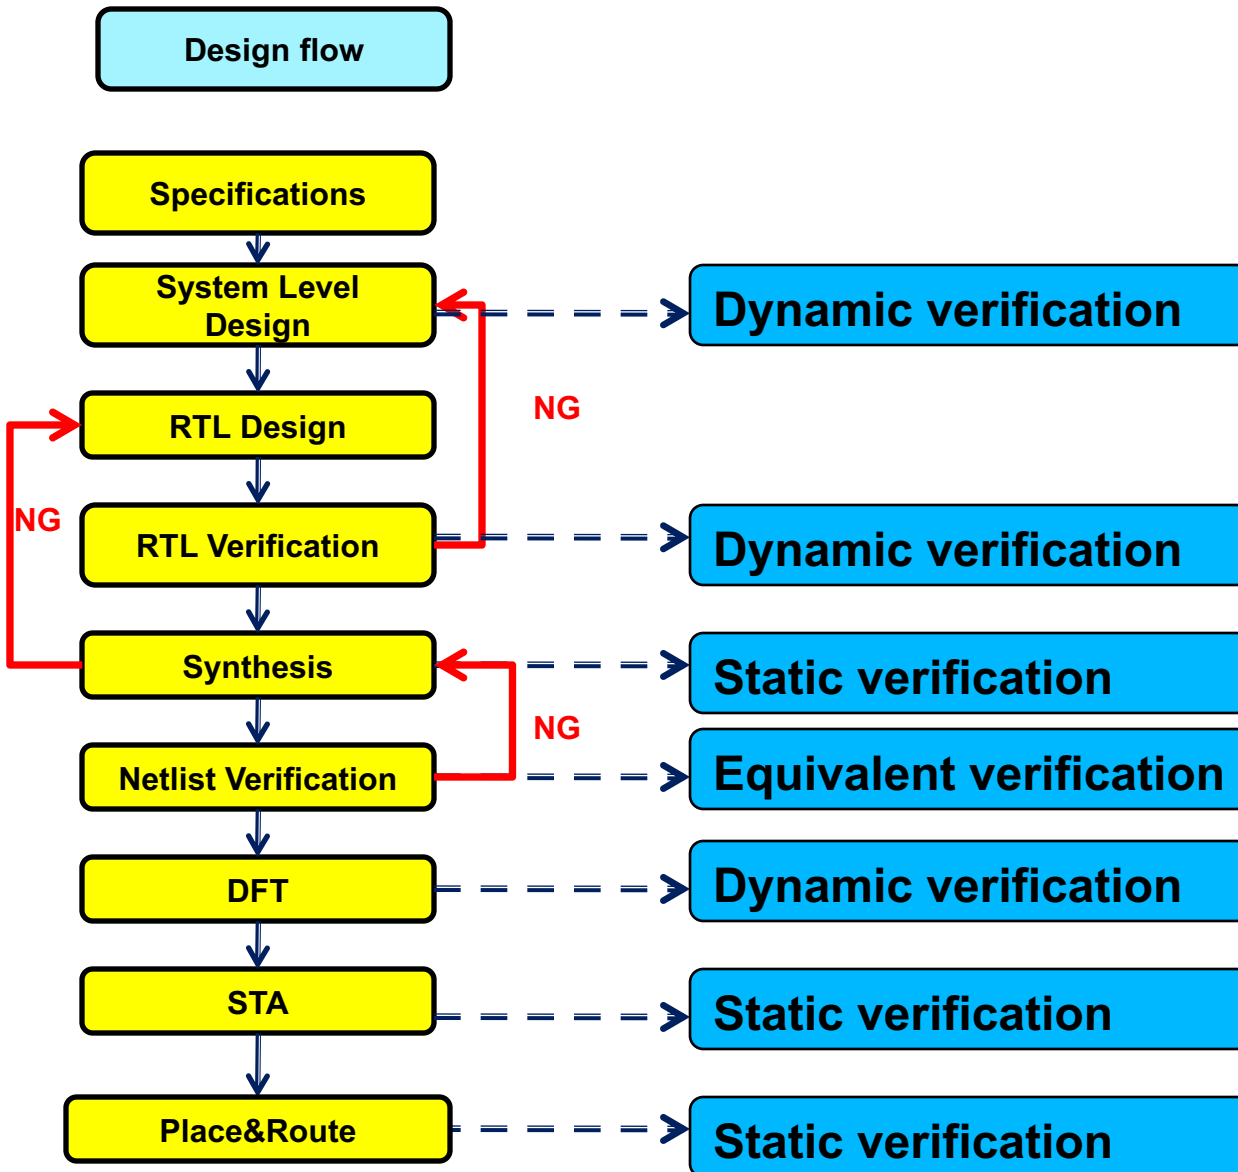 Design flow
Specifications
System Level
Design
Dynamic verification
NG
RTL Design
NG
RTL Verification
Dynamic verification
Synthesis
Static verification
NG
Netlist Verification
Equivalent verification
DFT
Dynamic verification
STA
Static verification
Place&Route
Static verification